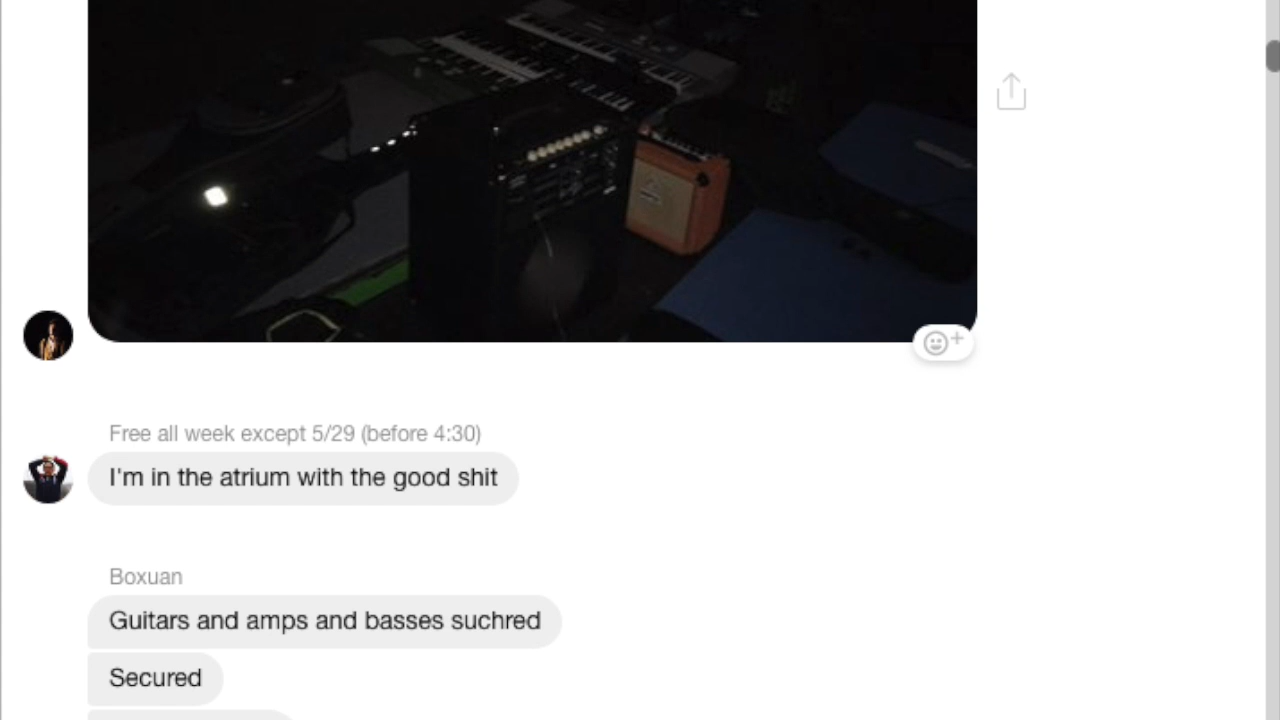 Free all week except 5/29 (before 4:30)
I'm in the atrium with the good shit
Boxuan
Guitars and amps and basses suchred
Secured